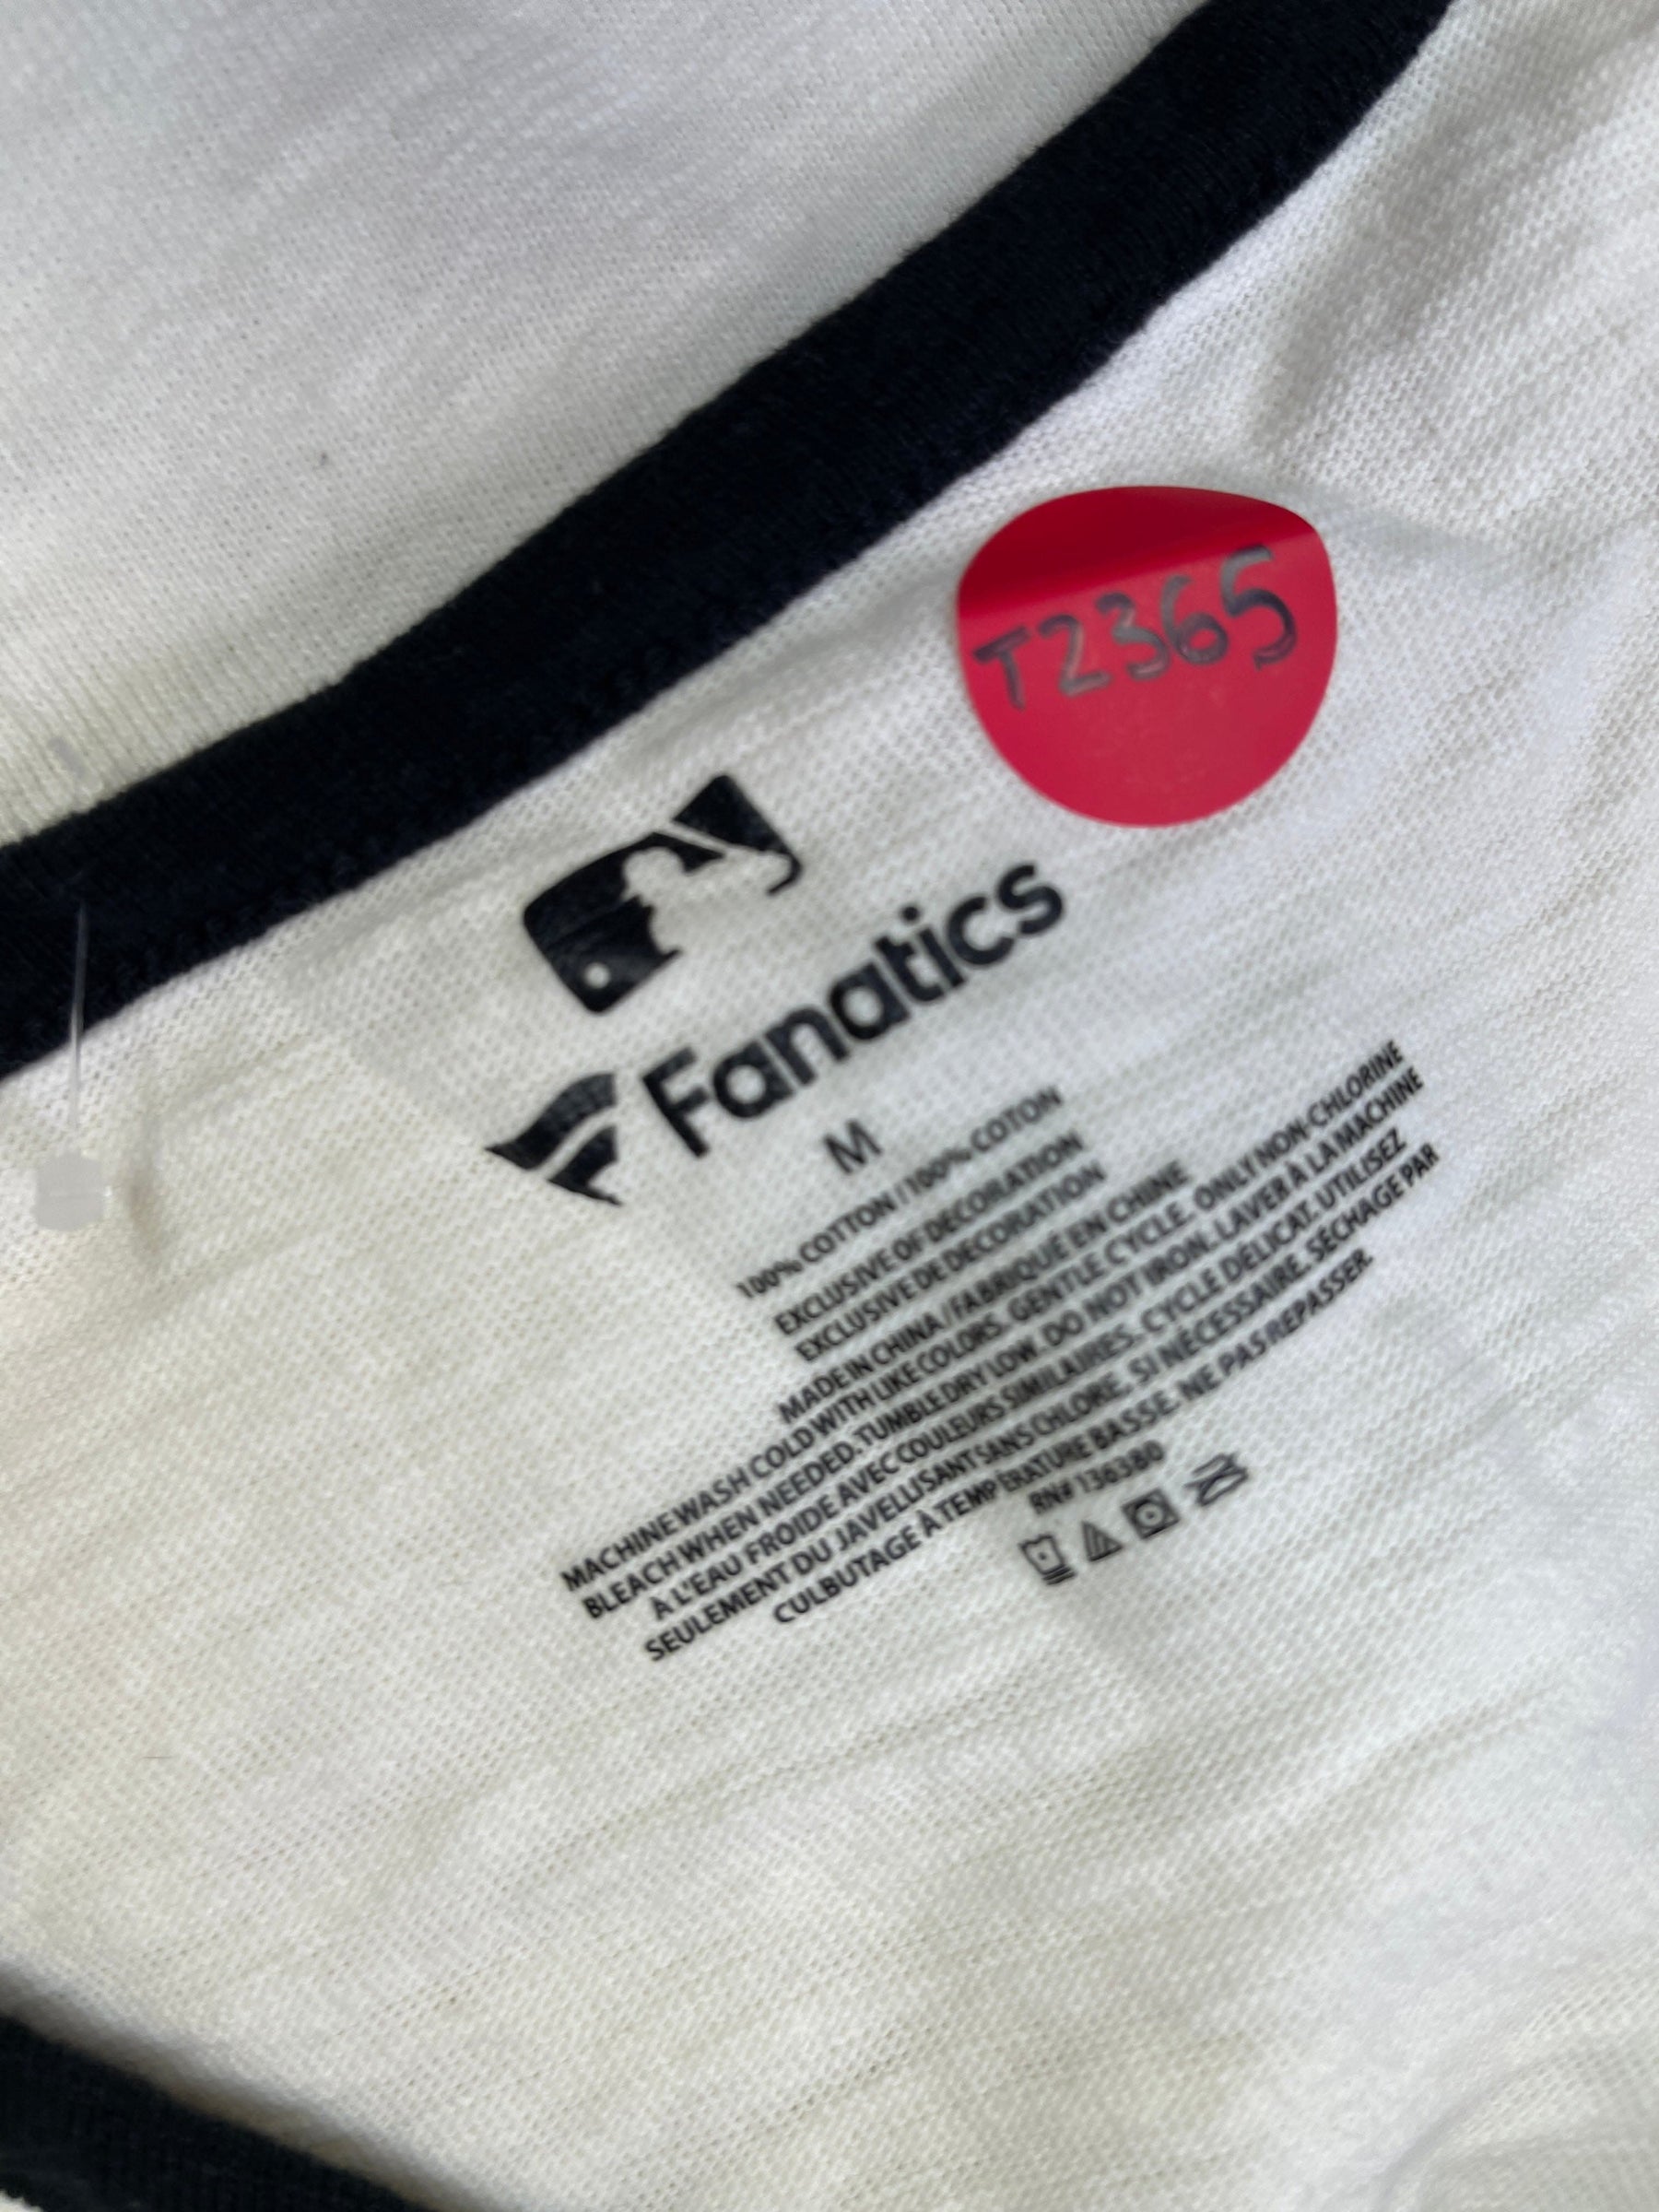 T2365
Fanatics
M
100% COTTON / 100% COTON
EXCLUSIVE OF DECORATION
EXCLUSIVE DE DECORATION
MADE IN CHINA / FABRIQUÉ EN CHINE
MACHINE WASH COLD WITH LIKE COLORS. GENTLE CYCLE. ONLY NON-CHLORINE
BLEACH WHEN NEEDED. TUMBLE DRY LOW. DO NOT IRON. LAVER À LA MACHINE
À L'EAU FROIDE AVEC COULEURS SIMILAIRES. CYCLE DÉLICAT. UTILISEZ
SEULEMENT DU JAVELLISANT SANS CHLORE. SI NÉCESSAIRE. SÉCHAGE PAR
CULBUTAGE À TEMPÉRATURE BASSE. NE PAS REPASSER.
RN# 136380